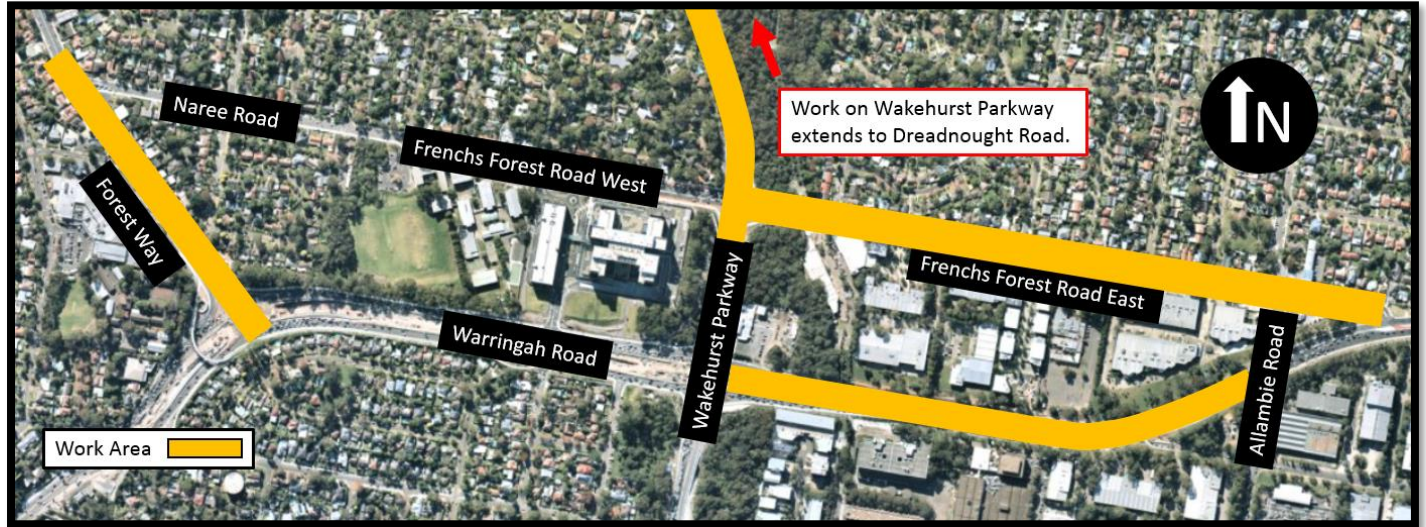 Naree Road
Forest Way
Frenchs Forest Road West
Work on Wakehurst Parkway
extends to Dreadnought Road.
N
Warringah Road
Wakehurst Parkway
Frenchs Forest Road East
Allambie Road
Work Area